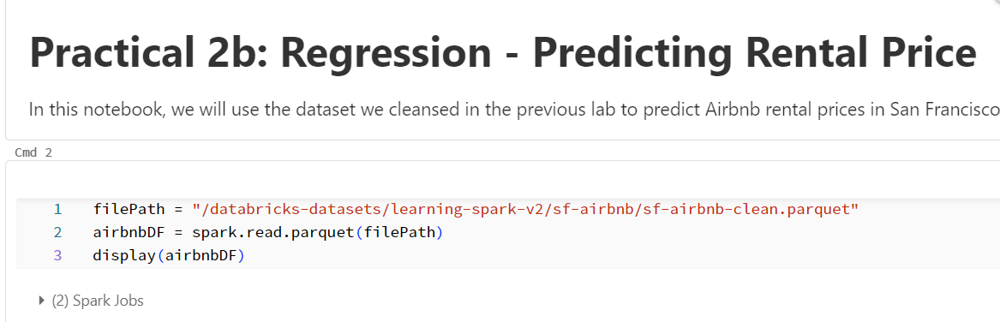 Practical 2b: Regression - Predicting Rental Price
In this notebook, we will use the dataset we cleansed in the previous lab to predict Airbnb rental prices in San Francisco
Cmd 2
1 filePath = "/databricks-datasets/learning-spark-v2/sf-airbnb/sf-airbnb-clean.parquet"
2 airbnbDF = spark.read.parquet(filePath)
3 display(airbnbDF)
(2) Spark Jobs